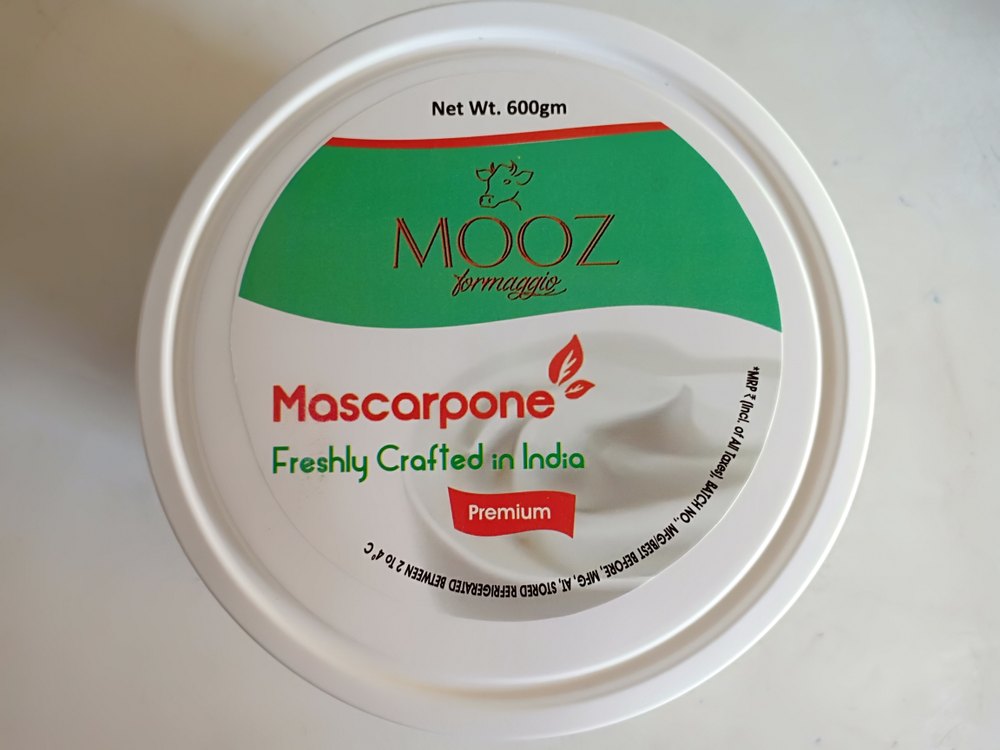 Net Wt. 600gm
MOOZ
formaggio
Mascarpone
Freshly Crafted in India
Premium
*MRP ₹ (Incl. of All Taxes), BATCH NO., MFG/BEST BEFORE, MFG, AT, STORED REFRIGERATED BETWEEN 2 To 4° C